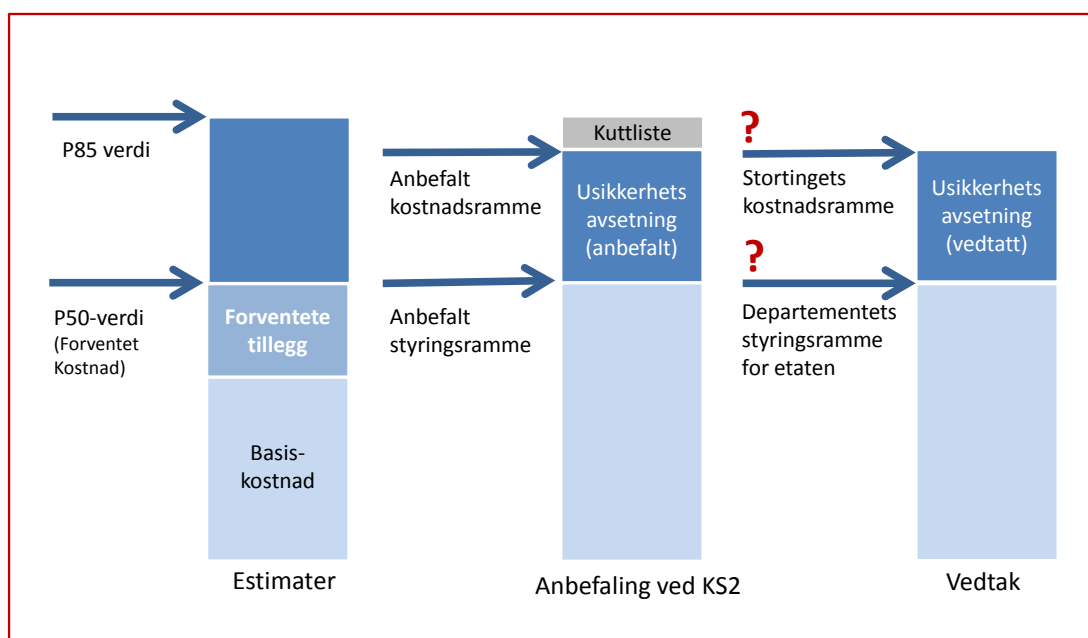 P85 verdi
P50-verdi
(Forventet
Kostnad)
Forventete
tillegg
Basis-
kostnad
Estimater
Anbefalt
kostnadsramme
Anbefalt
styringsramme
Kuttliste
Usikkerhets
avsetning
(anbefalt)
Anbefaling ved KS2
?
Stortingets
kostnadsramme
?
Departementets
styringsramme
for etaten
Usikkerhets
avsetning
(vedtatt)
Vedtak